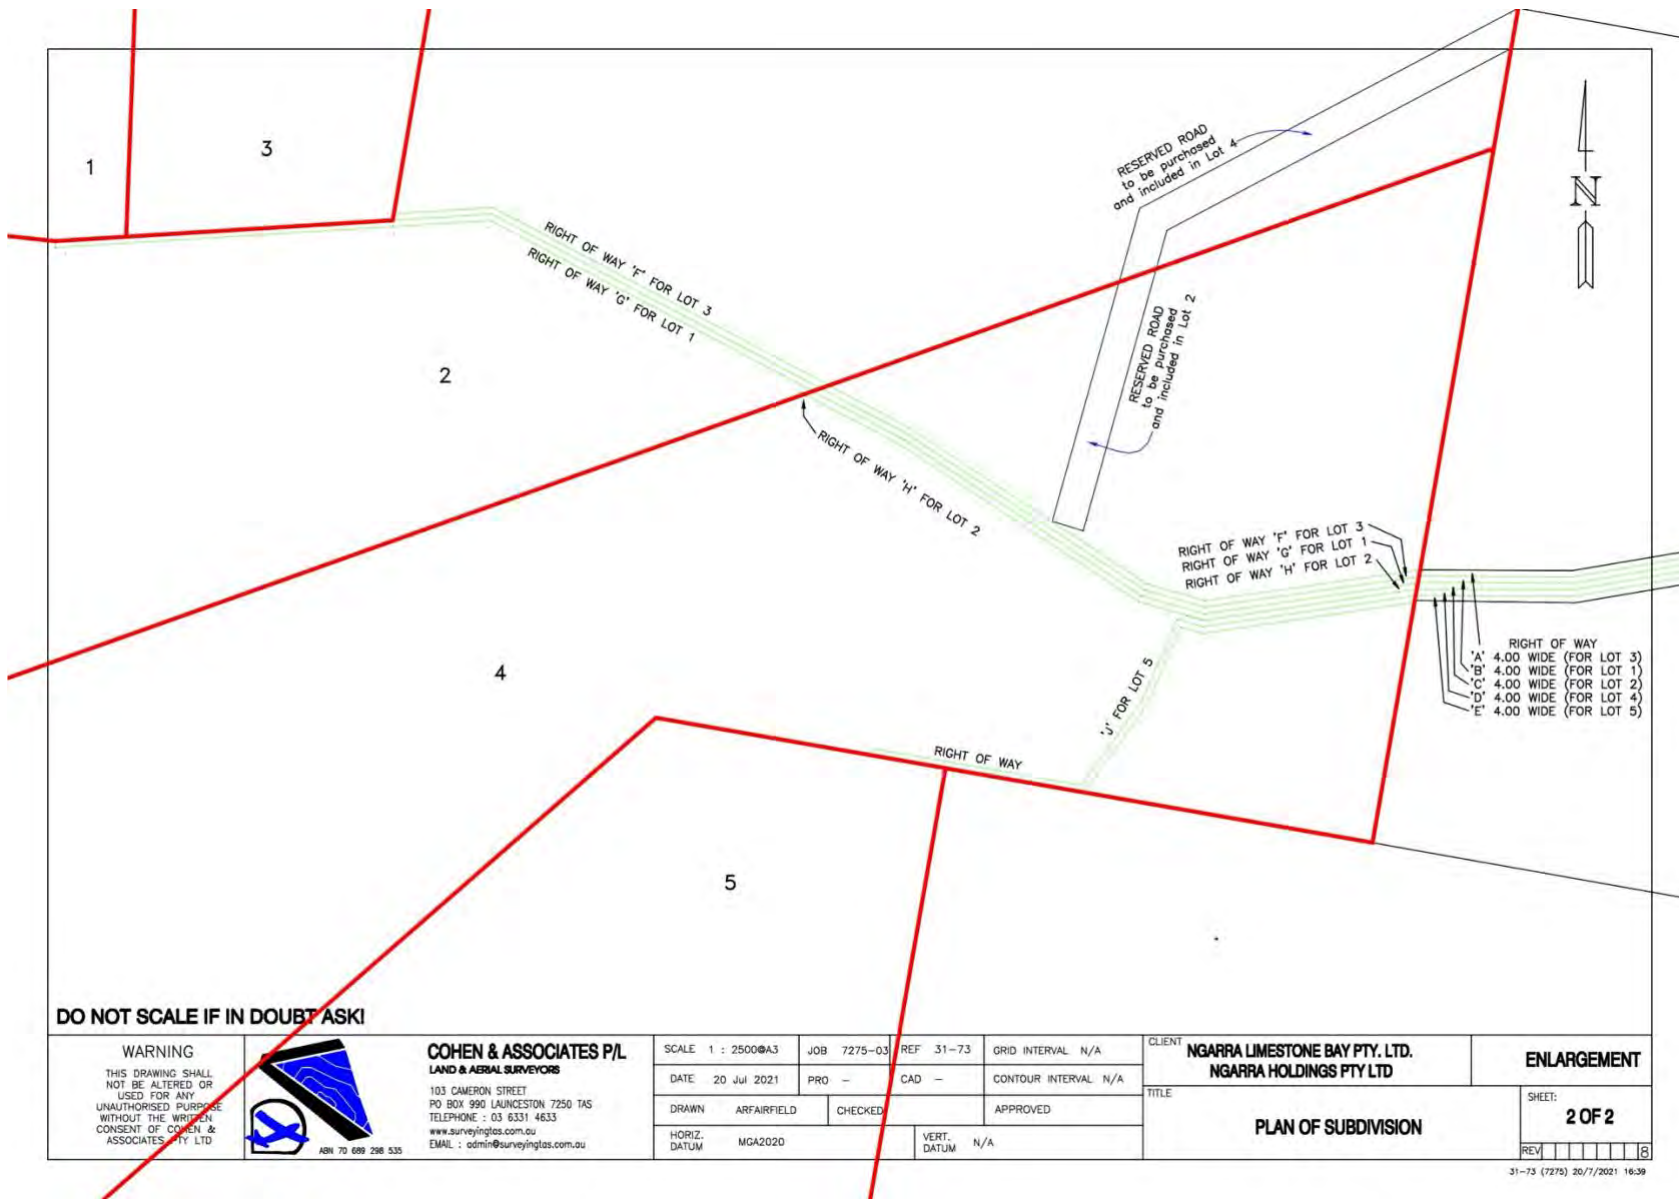 1
3
RESERVED ROAD
to be purchased
and included in Lot 4
N
RIGHT OF WAY 'F' FOR LOT 3
RIGHT OF WAY 'G' FOR LOT 1
2
RESERVED ROAD
to be purchased
and included in Lot 2
RIGHT OF WAY 'H' FOR LOT 2
RIGHT OF WAY 'F' FOR LOT 3
RIGHT OF WAY 'G' FOR LOT 1
RIGHT OF WAY 'H' FOR LOT 2
RIGHT OF WAY
'A' 4.00 WIDE (FOR LOT 3)
'B' 4.00 WIDE (FOR LOT 1)
'C' 4.00 WIDE (FOR LOT 2)
'D' 4.00 WIDE (FOR LOT 4)
'E' 4.00 WIDE (FOR LOT 5)
4
'J' FOR LOT 5
RIGHT OF WAY
5
DO NOT SCALE IF IN DOUBT ASK!
WARNING
THIS DRAWING SHALL
NOT BE ALTERED OR
USED FOR ANY
UNAUTHORISED PURPOSE
WITHOUT THE WRITTEN
CONSENT OF COHEN &
ASSOCIATES PTY LTD
ABN 70 689 298 535
COHEN & ASSOCIATES P/L
LAND & AERIAL SURVEYORS
103 CAMERON STREET
PO BOX 990 LAUNCESTON 7250 TAS
TELEPHONE : 03 6331 4633
www.surveyingtas.com.au
EMAIL : admin@surveyingtas.com.au
SCALE 1 : 2500@A3
JOB 7275-03
REF 31-73
GRID INTERVAL N/A
DATE 20 Jul 2021
PRO -
CAD -
CONTOUR INTERVAL N/A
DRAWN ARFAIRFIELD
CHECKED
APPROVED
HORIZ. DATUM MGA2020
VERT. DATUM N/A
CLIENT
NGARRA LIMESTONE BAY PTY. LTD.
NGARRA HOLDINGS PTY LTD
TITLE
PLAN OF SUBDIVISION
ENLARGEMENT
SHEET:
2 OF 2
REV 8
31-73 (7275) 20/7/2021 16:39